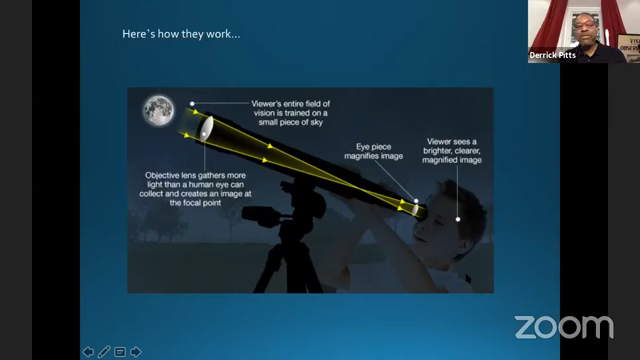 Here's how they work...
Derrick Pitts
Viewer's entire field of
vision is trained on a
small piece of sky
Eye piece
magnifies image
Viewer sees a
brighter, clearer,
magnified image
Objective lens gathers more
light than a human eye can
collect and creates an image at
the focal point
zoom